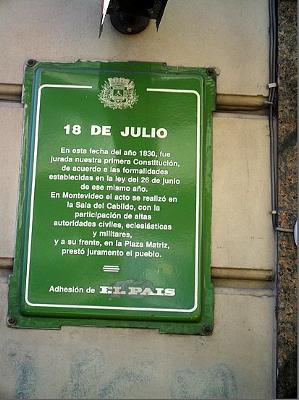 18 DE JULIO
En esta fecha del año 1830, fue
jurada nuestra primera Constitución,
de acuerdo a las formalidades
establecidas en la ley del 26 de junio
de ese mismo año.
En Montevideo el acto se realizó en
la Sala del Cabildo, con la
participación de altas
autoridades civiles, eclesiásticas
y militares,
y a su frente, en la Plaza Matriz,
prestó juramento el pueblo.
Adhesión de EL PAIS